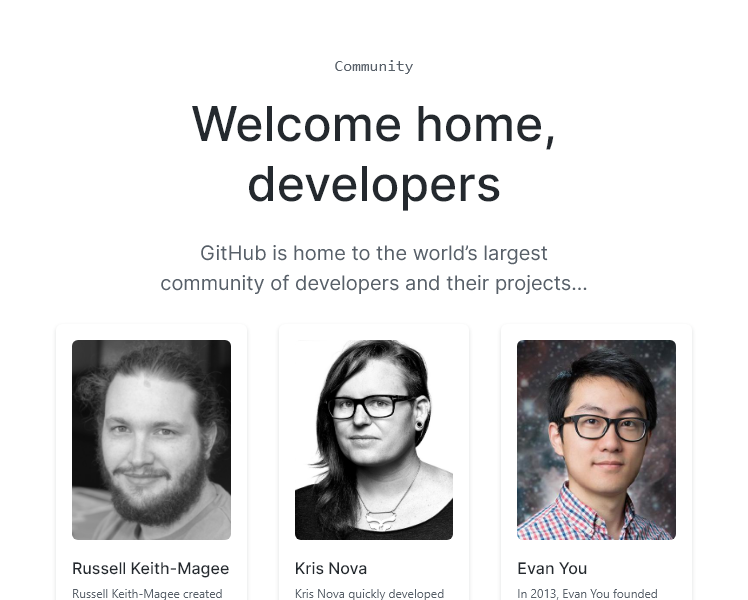 Community
Welcome home,
developers
GitHub is home to the world’s largest
community of developers and their projects...
Russell Keith-Magee
Kris Nova
Evan You
Russell Keith-Magee created
Kris Nova quickly developed
In 2013, Evan You founded